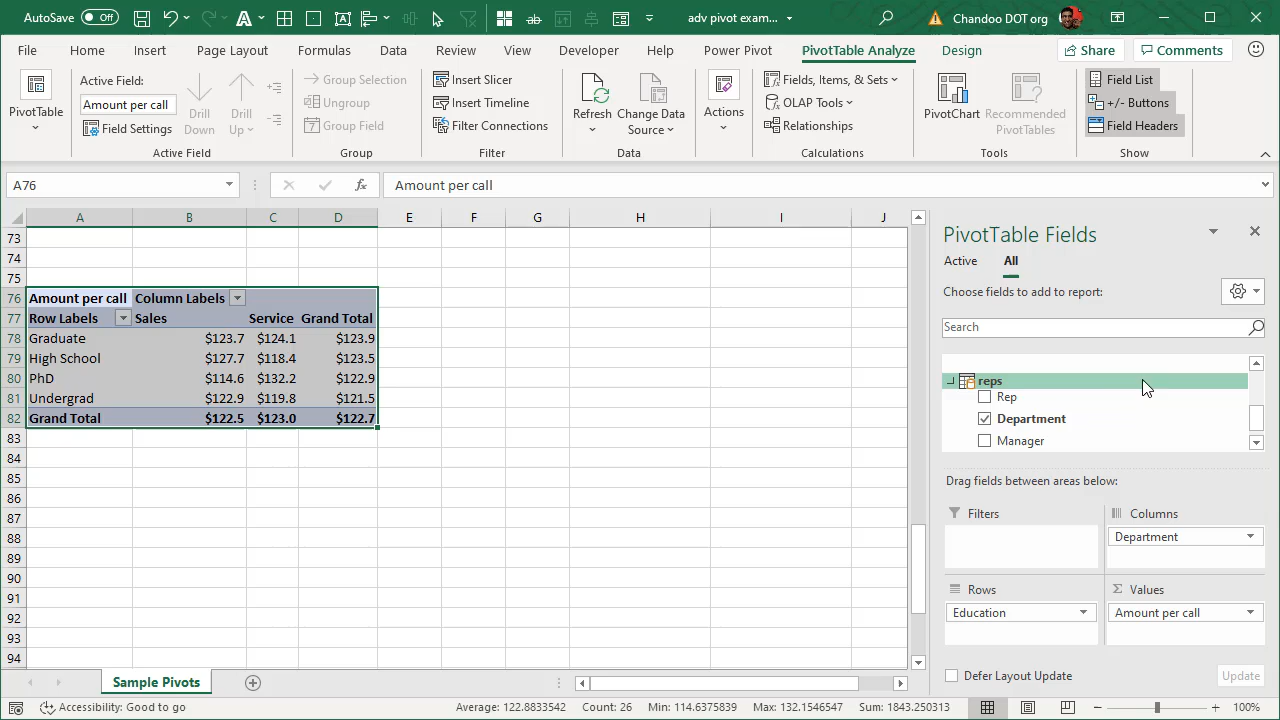 AutoSave Off adv pivot exam... Chandoo DOT org
File Home Insert Page Layout Formulas Data Review View Developer Help Power Pivot PivotTable Analyze Design Share Comments
PivotTable
Active Field:
Amount per call
Field Settings
Drill Down
Drill Up
Active Field
Group Selection
Ungroup
Group Field
Group
Insert Slicer
Insert Timeline
Filter Connections
Filter
Refresh
Change Data Source
Data
Actions
Fields, Items, & Sets
OLAP Tools
Relationships
Calculations
PivotChart
Recommended PivotTables
Tools
Field List
+/- Buttons
Field Headers
Show
A76 fx Amount per call
A B C D E F G H I J
73
74
75
76 Amount per call Column Labels
77 Row Labels Sales Service Grand Total
78 Graduate $123.7 $124.1 $123.9
79 High School $127.7 $118.4 $123.5
80 PhD $114.6 $132.2 $122.9
81 Undergrad $122.9 $119.8 $121.5
82 Grand Total $122.5 $123.0 $122.7
83
84
85
86
87
88
89
90
91
92
93
94
PivotTable Fields
Active All
Choose fields to add to report:
Search
reps
Rep
Department
Manager
Drag fields between areas below:
Filters
Columns
Department
Rows
Education
Values
Amount per call
Defer Layout Update Update
Sample Pivots
Accessibility: Good to go Average: 122.8833542 Count: 26 Min: 114.6375839 Max: 132.1546547 Sum: 1843.250313 100%